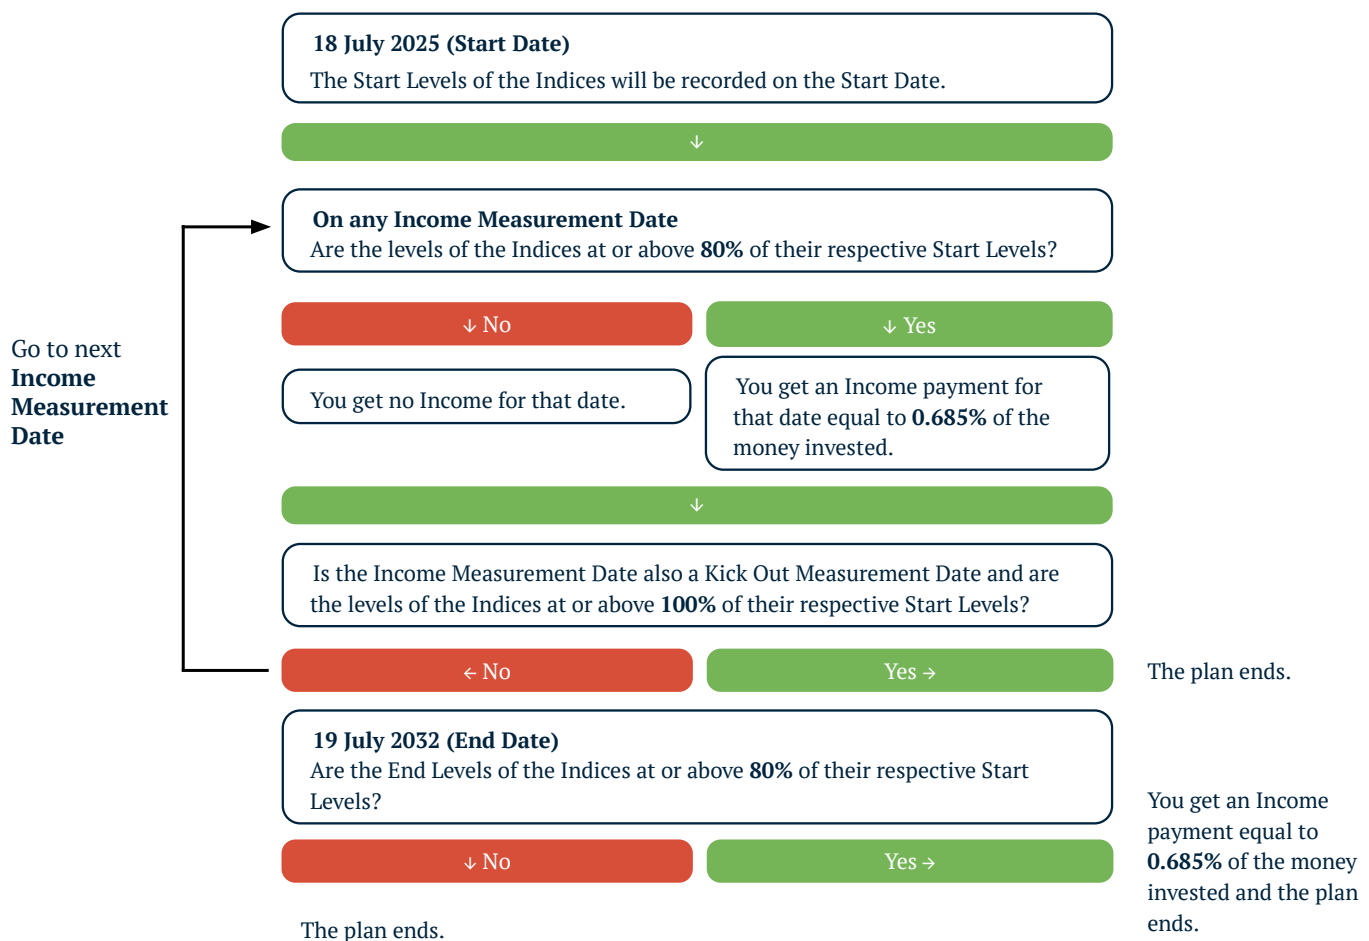 18 July 2025 (Start Date)
The Start Levels of the Indices will be recorded on the Start Date.
↓
On any Income Measurement Date
Are the levels of the Indices at or above 80% of their respective Start Levels?
↓ No
↓ Yes
Go to next
Income
Measurement
Date
You get no Income for that date.
You get an Income payment for
that date equal to 0.685% of the
money invested.
↓
Is the Income Measurement Date also a Kick Out Measurement Date and are
the levels of the Indices at or above 100% of their respective Start Levels?
← No
Yes →
The plan ends.
19 July 2032 (End Date)
Are the End Levels of the Indices at or above 80% of their respective Start
Levels?
↓ No
Yes →
You get an Income
payment equal to
0.685% of the money
invested and the plan
ends.
The plan ends.